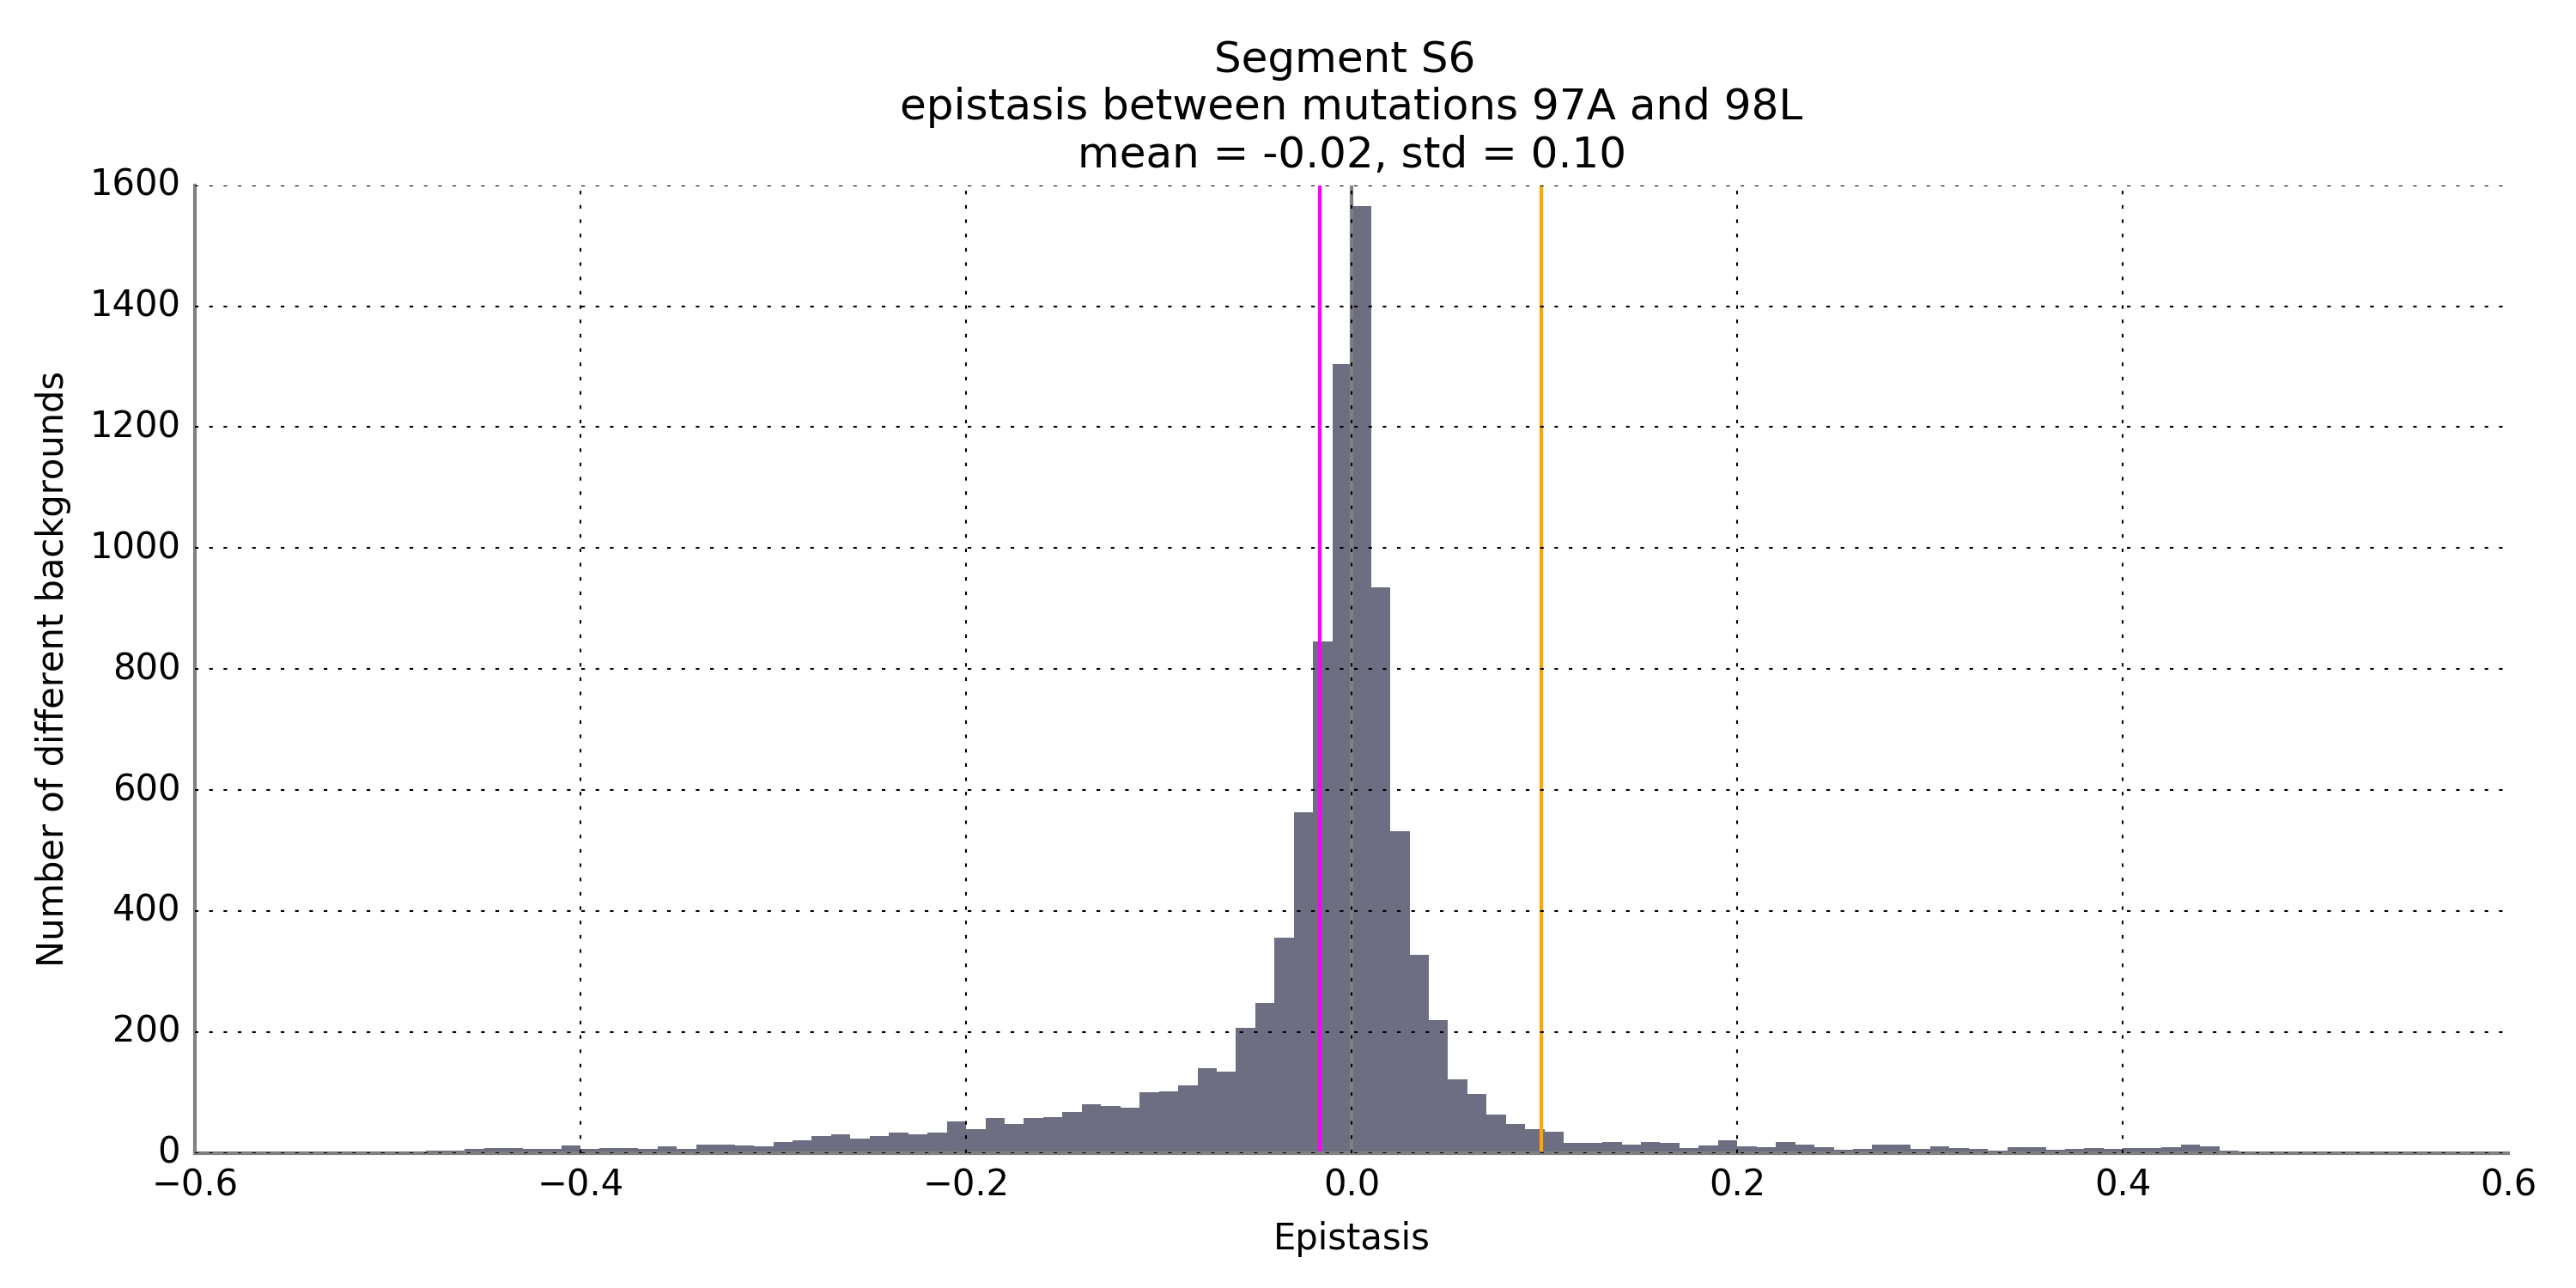 Segment S6
epistasis between mutations 97A and 98L
mean = -0.02, std = 0.10
1600
1400
1200
1000
800
600
400
200
0
Number of different backgrounds
−0.6 −0.4 −0.2 0.0 0.2 0.4 0.6
Epistasis